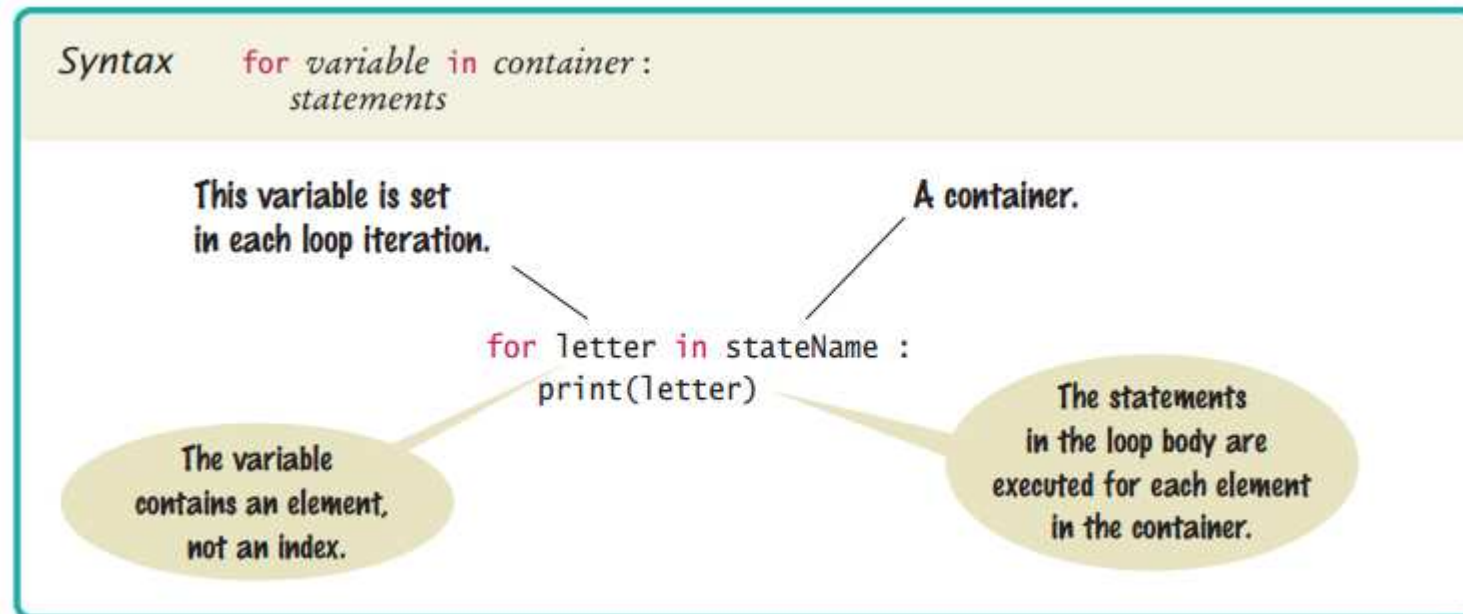 Syntax for variable in container :
statements
This variable is set
in each loop iteration.
A container.
for letter in stateName :
print(letter)
The variable
contains an element,
not an index.
The statements
in the loop body are
executed for each element
in the container.